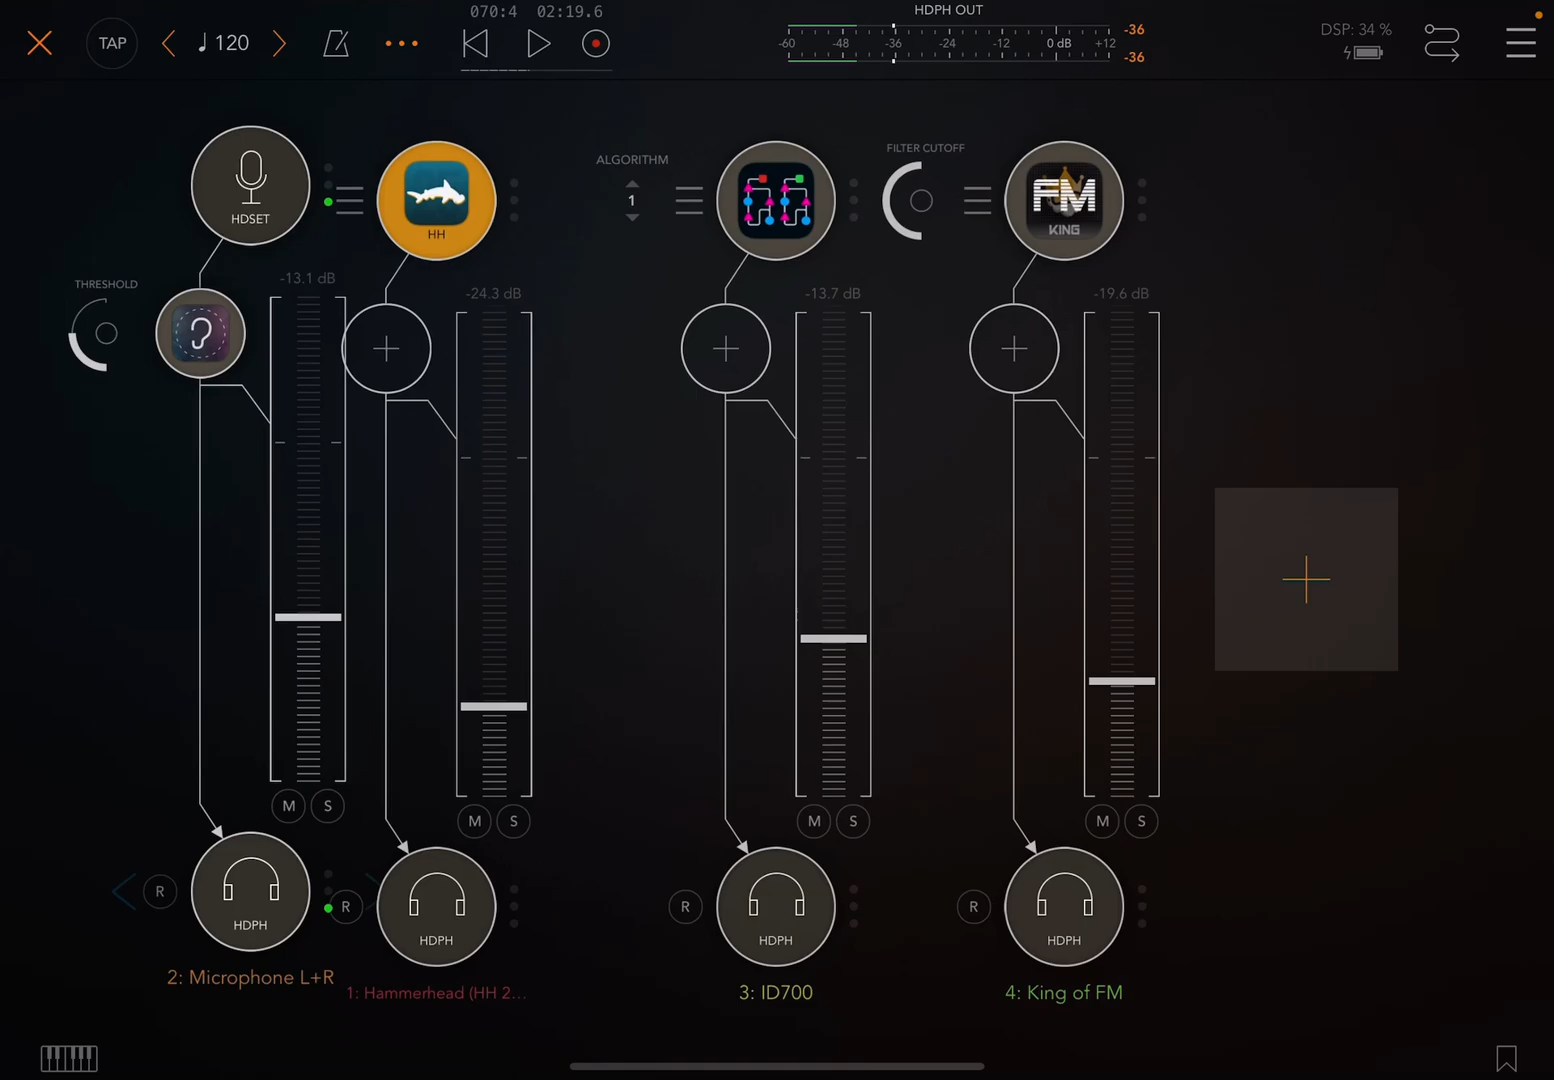 070:4 02:19.6
HDPH OUT
TAP
120
-60 -48 -36 -24 -12 0 dB +12
-36
-36
DSP: 34 %
HDSET
HH
ALGORITHM
1
FILTER CUTOFF
FM
KING
THRESHOLD
-13.1 dB
-24.3 dB
-13.7 dB
-19.6 dB
M S
M S
M S
M S
R
HDPH
R
HDPH
R
HDPH
R
HDPH
2: Microphone L+R
1: Hammerhead (HH 2...
3: ID700
4: King of FM